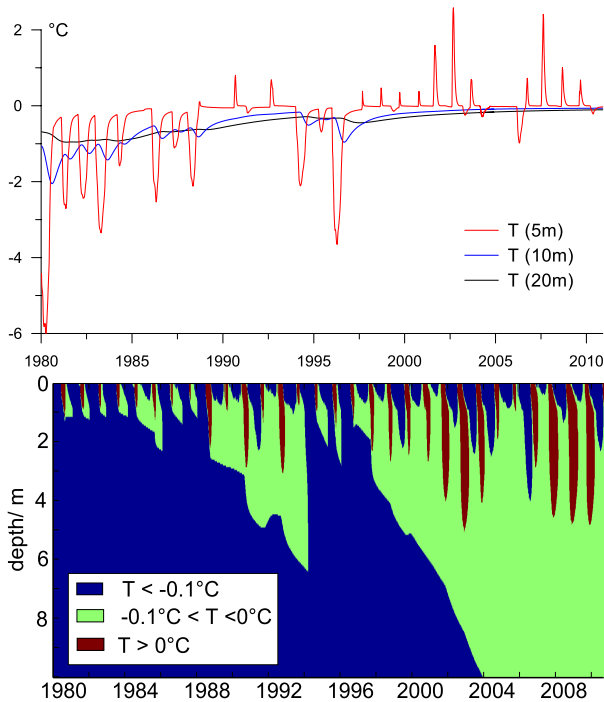 °C
2
0
-2
-4
-6
T (5m)
T (10m)
T (20m)
1980 1985 1990 1995 2000 2005 2010
0
2
4
6
8
depth/ m
T < -0.1°C
-0.1°C < T <0°C
T > 0°C
1980 1984 1988 1992 1996 2000 2004 2008